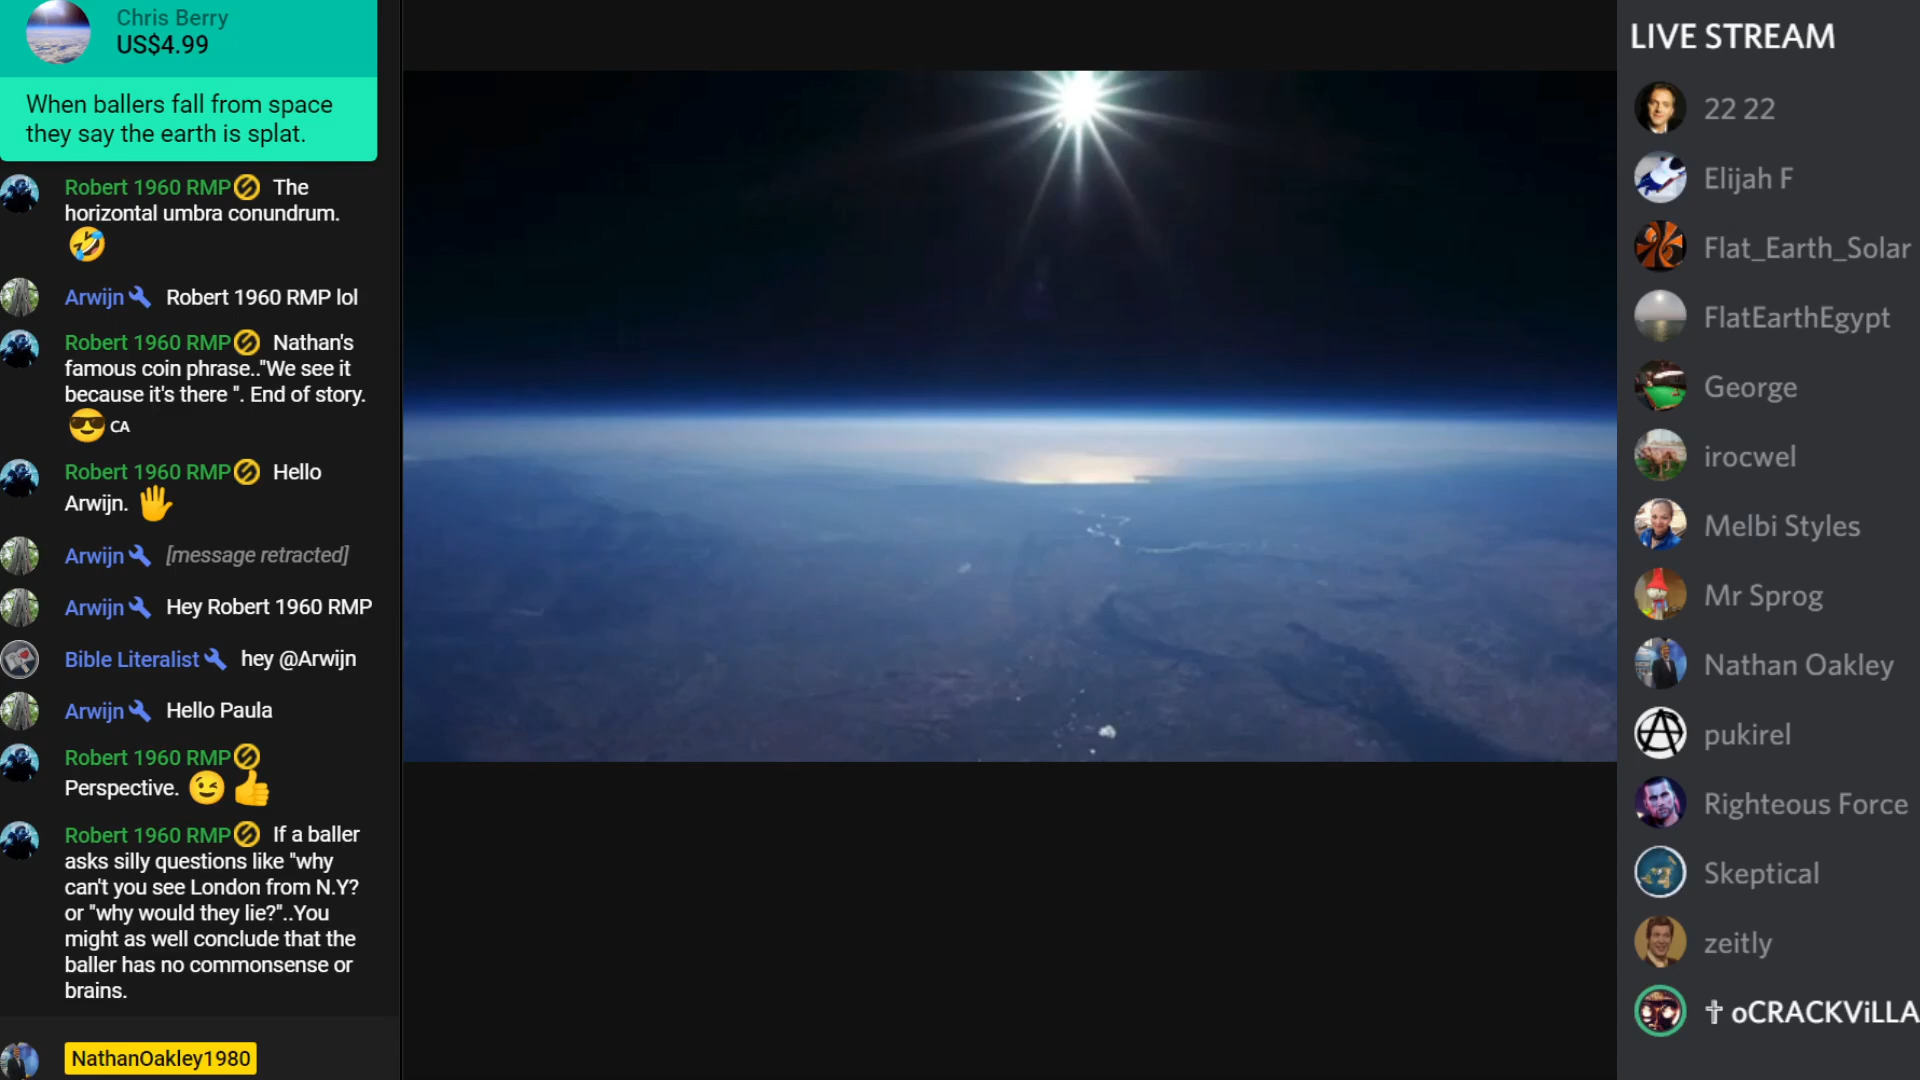 Chris Berry
US$4.99
When ballers fall from space
they say the earth is splat.
Robert 1960 RMP The
horizontal umbra conundrum.
Arwijn Robert 1960 RMP lol
Robert 1960 RMP Nathan's
famous coin phrase.."We see it
because it's there ". End of story.
CA
Robert 1960 RMP Hello
Arwijn.
Arwijn [message retracted]
Arwijn Hey Robert 1960 RMP
Bible Literalist hey @Arwijn
Arwijn Hello Paula
Robert 1960 RMP
Perspective.
Robert 1960 RMP If a baller
asks silly questions like "why
can't you see London from N.Y?
or "why would they lie?"..You
might as well conclude that the
baller has no commonsense or
brains.
NathanOakley1980
LIVE STREAM
22 22
Elijah F
Flat_Earth_Solar
FlatEarthEgypt
George
irocwel
Melbi Styles
Mr Sprog
Nathan Oakley
pukirel
Righteous Force
Skeptical
zeitly
✝ oCRACKViLLA